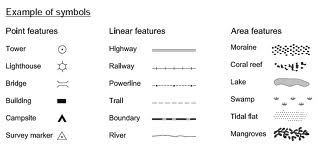 Example of symbols
Point features
Tower
Lighthouse
Bridge
Building
Campsite
Survey marker
Linear features
Highway
Railway
Powerline
Trail
Boundary
River
Area features
Moraine
Coral reef
Lake
Swamp
Tidal flat
Mangroves